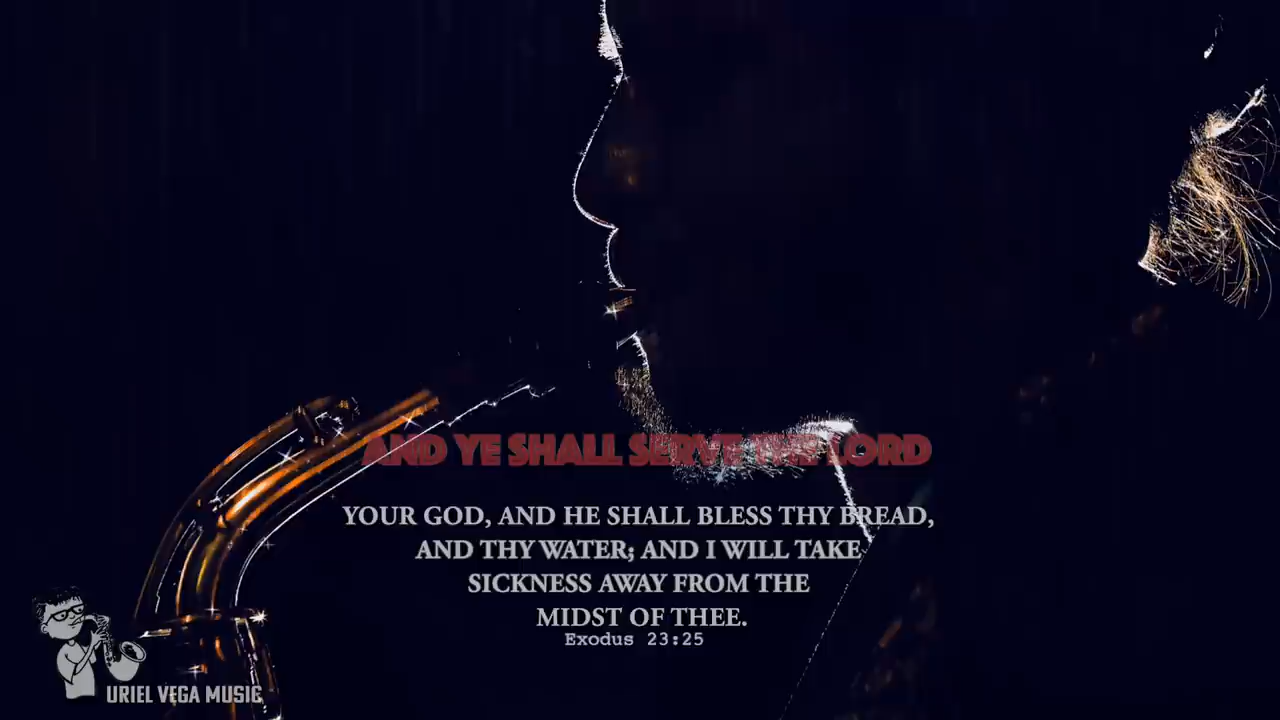 AND YE SHALL SERVE THE LORD
YOUR GOD, AND HE SHALL BLESS THY BREAD,
AND THY WATER; AND I WILL TAKE
SICKNESS AWAY FROM THE
MIDST OF THEE.
Exodus 23:25
URIEL VEGA MUSIC